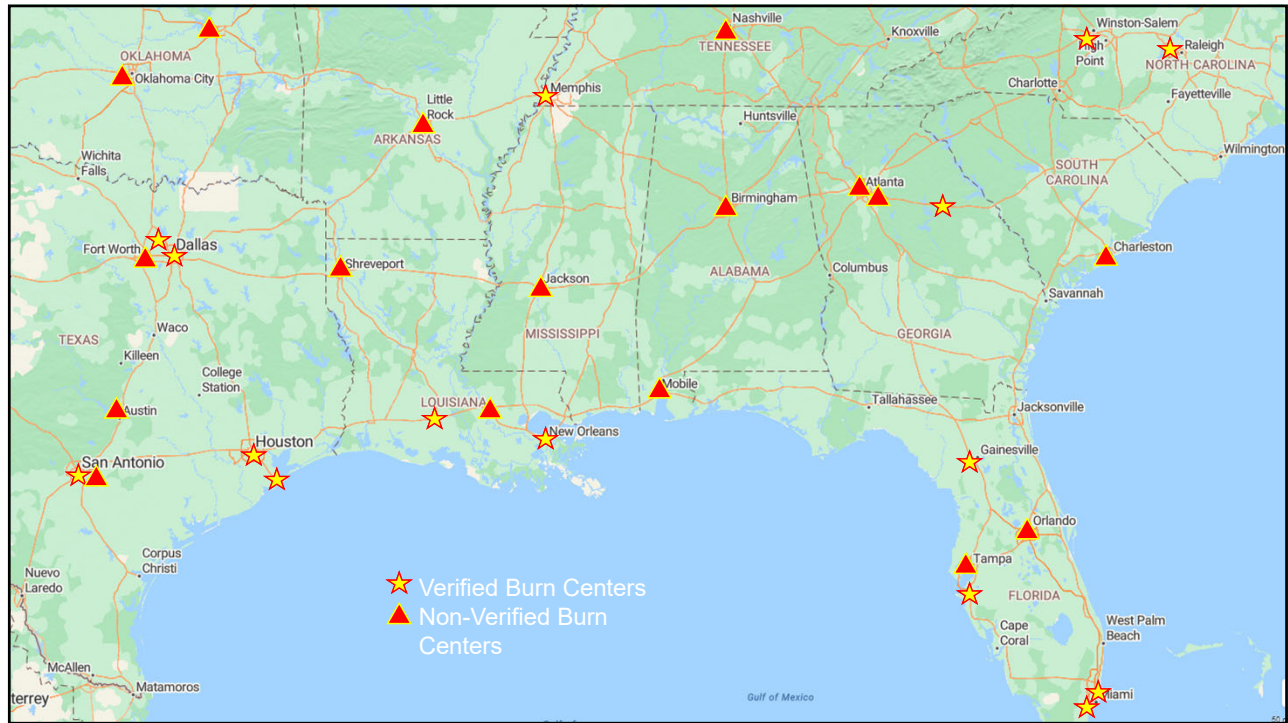 Nashville
TENNESSEE
Knoxville
Winston-Salem
High
Point
Raleigh
NORTH CAROLINA
OKLAHOMA
Oklahoma City
Charlotte
Fayetteville
Memphis
Little
Rock
ARKANSAS
Huntsville
Wilmington
Wichita
Falls
SOUTH
CAROLINA
Atlanta
Birmingham
Fort Worth
Dallas
Charleston
Shreveport
Jackson
ALABAMA
Columbus
Savannah
Waco
TEXAS
MISSISSIPPI
GEORGIA
Killeen
College
Station
Mobile
LOUISIANA
Tallahassee
Jacksonville
Austin
Houston
New Orleans
Gainesville
San Antonio
Orlando
Corpus
Christi
Tampa
Nuevo
Laredo
FLORIDA
Verified Burn Centers
Non-Verified Burn
Centers
Cape
Coral
West Palm
Beach
McAllen
Matamoros
terrey
Gulf of Mexico
iami